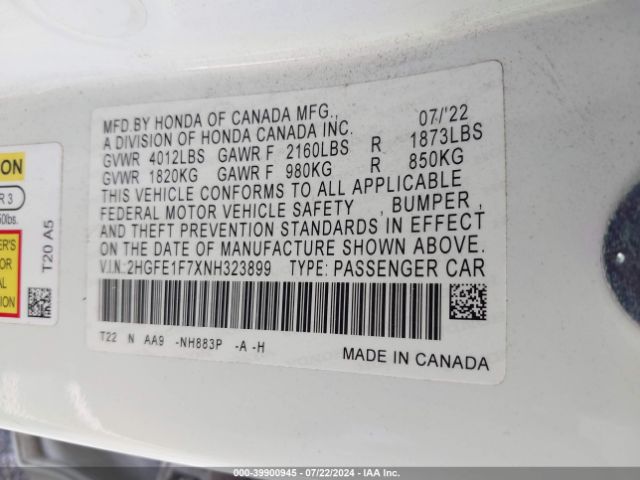 MFD.BY HONDA OF CANADA MFG., 07/'22
A DIVISION OF HONDA CANADA INC.
GVWR 4012LBS GAWR F 2160LBS R 1873LBS
GVWR 1820KG GAWR F 980KG R 850KG
THIS VEHICLE CONFORMS TO ALL APPLICABLE
FEDERAL MOTOR VEHICLE SAFETY , BUMPER ,
AND THEFT PREVENTION STANDARDS IN EFFECT
ON THE DATE OF MANUFACTURE SHOWN ABOVE.
V.I.N.:2HGFE1F7XNH323899 TYPE: PASSENGER CAR
T22 N AA9 -NH883P -A -H
MADE IN CANADA
T20 A5
000-39900945 - 07/22/2024 - IAA Inc.